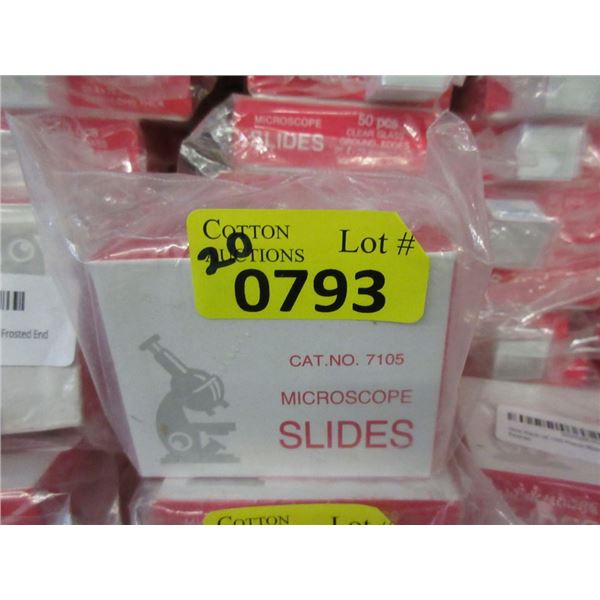 MICROSCOPE
SLIDES
50 pcs
CLEAR GLASS
GROUND EDGES
COTTON
AUCTIONS
20
Lot #
0793
CAT.NO. 7105
MICROSCOPE
SLIDES
Frosted End
COTTON
Lot #